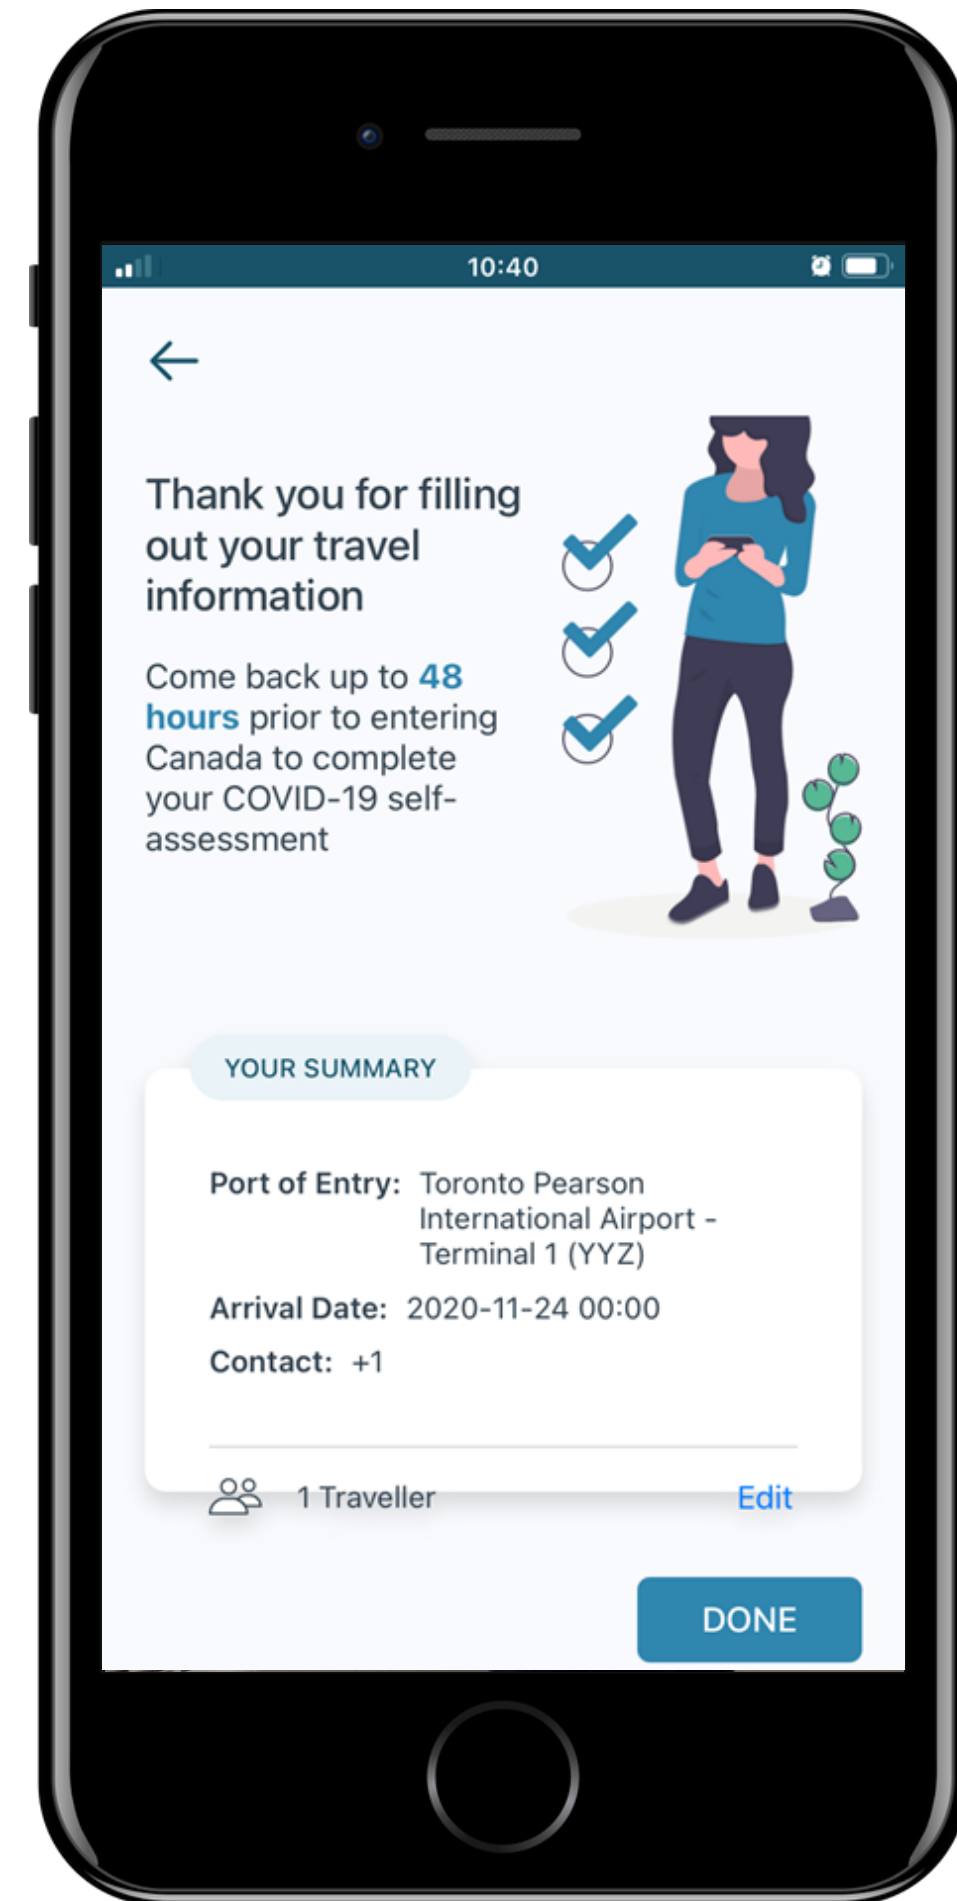 10:40
Thank you for filling
out your travel
information
Come back up to 48
hours prior to entering
Canada to complete
your COVID-19 self-
assessment
YOUR SUMMARY
Port of Entry: Toronto Pearson
International Airport -
Terminal 1 (YYZ)
Arrival Date: 2020-11-24 00:00
Contact: +1
1 Traveller Edit
DONE